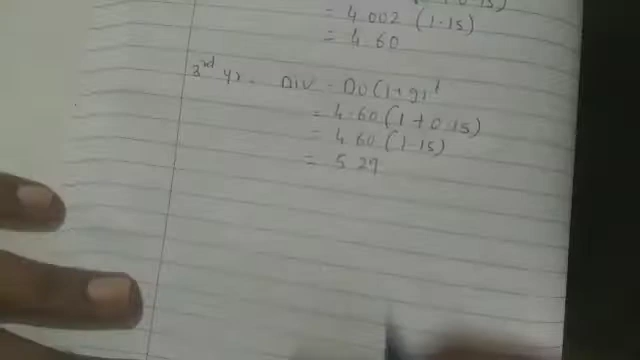 = 4.002 (1.15)
= 4.60
3rd yr. Div = D0(1+g)1
= 4.60(1+0.15)
= 4.60(1.15)
= 5.29